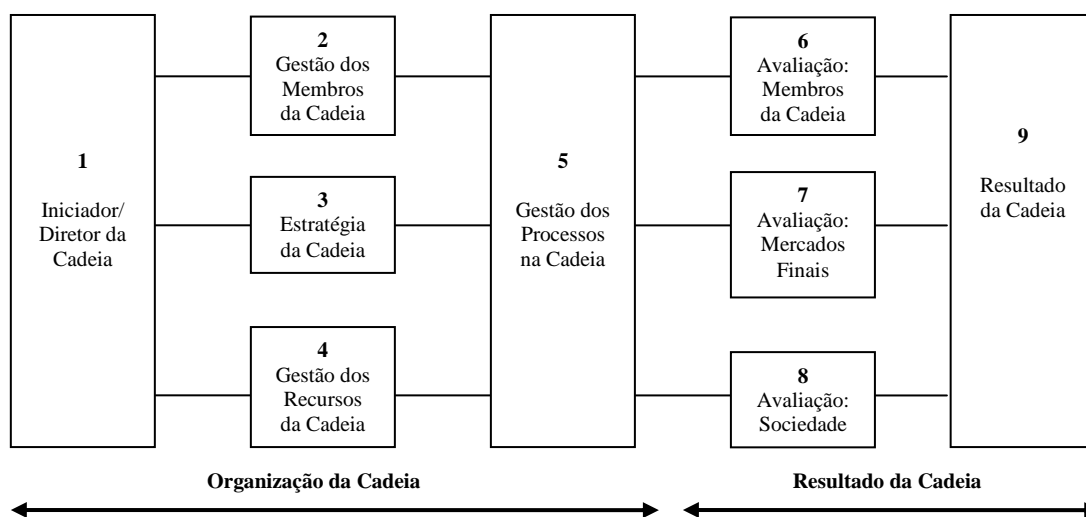 1
Iniciador/
Diretor da
Cadeia
2
Gestão dos
Membros
da Cadeia
3
Estratégia
da Cadeia
4
Gestão dos
Recursos
da Cadeia
5
Gestão dos
Processos
na Cadeia
6
Avaliação:
Membros
da Cadeia
7
Avaliação:
Mercados
Finais
8
Avaliação:
Sociedade
9
Resultado
da Cadeia
Organização da Cadeia
Resultado da Cadeia